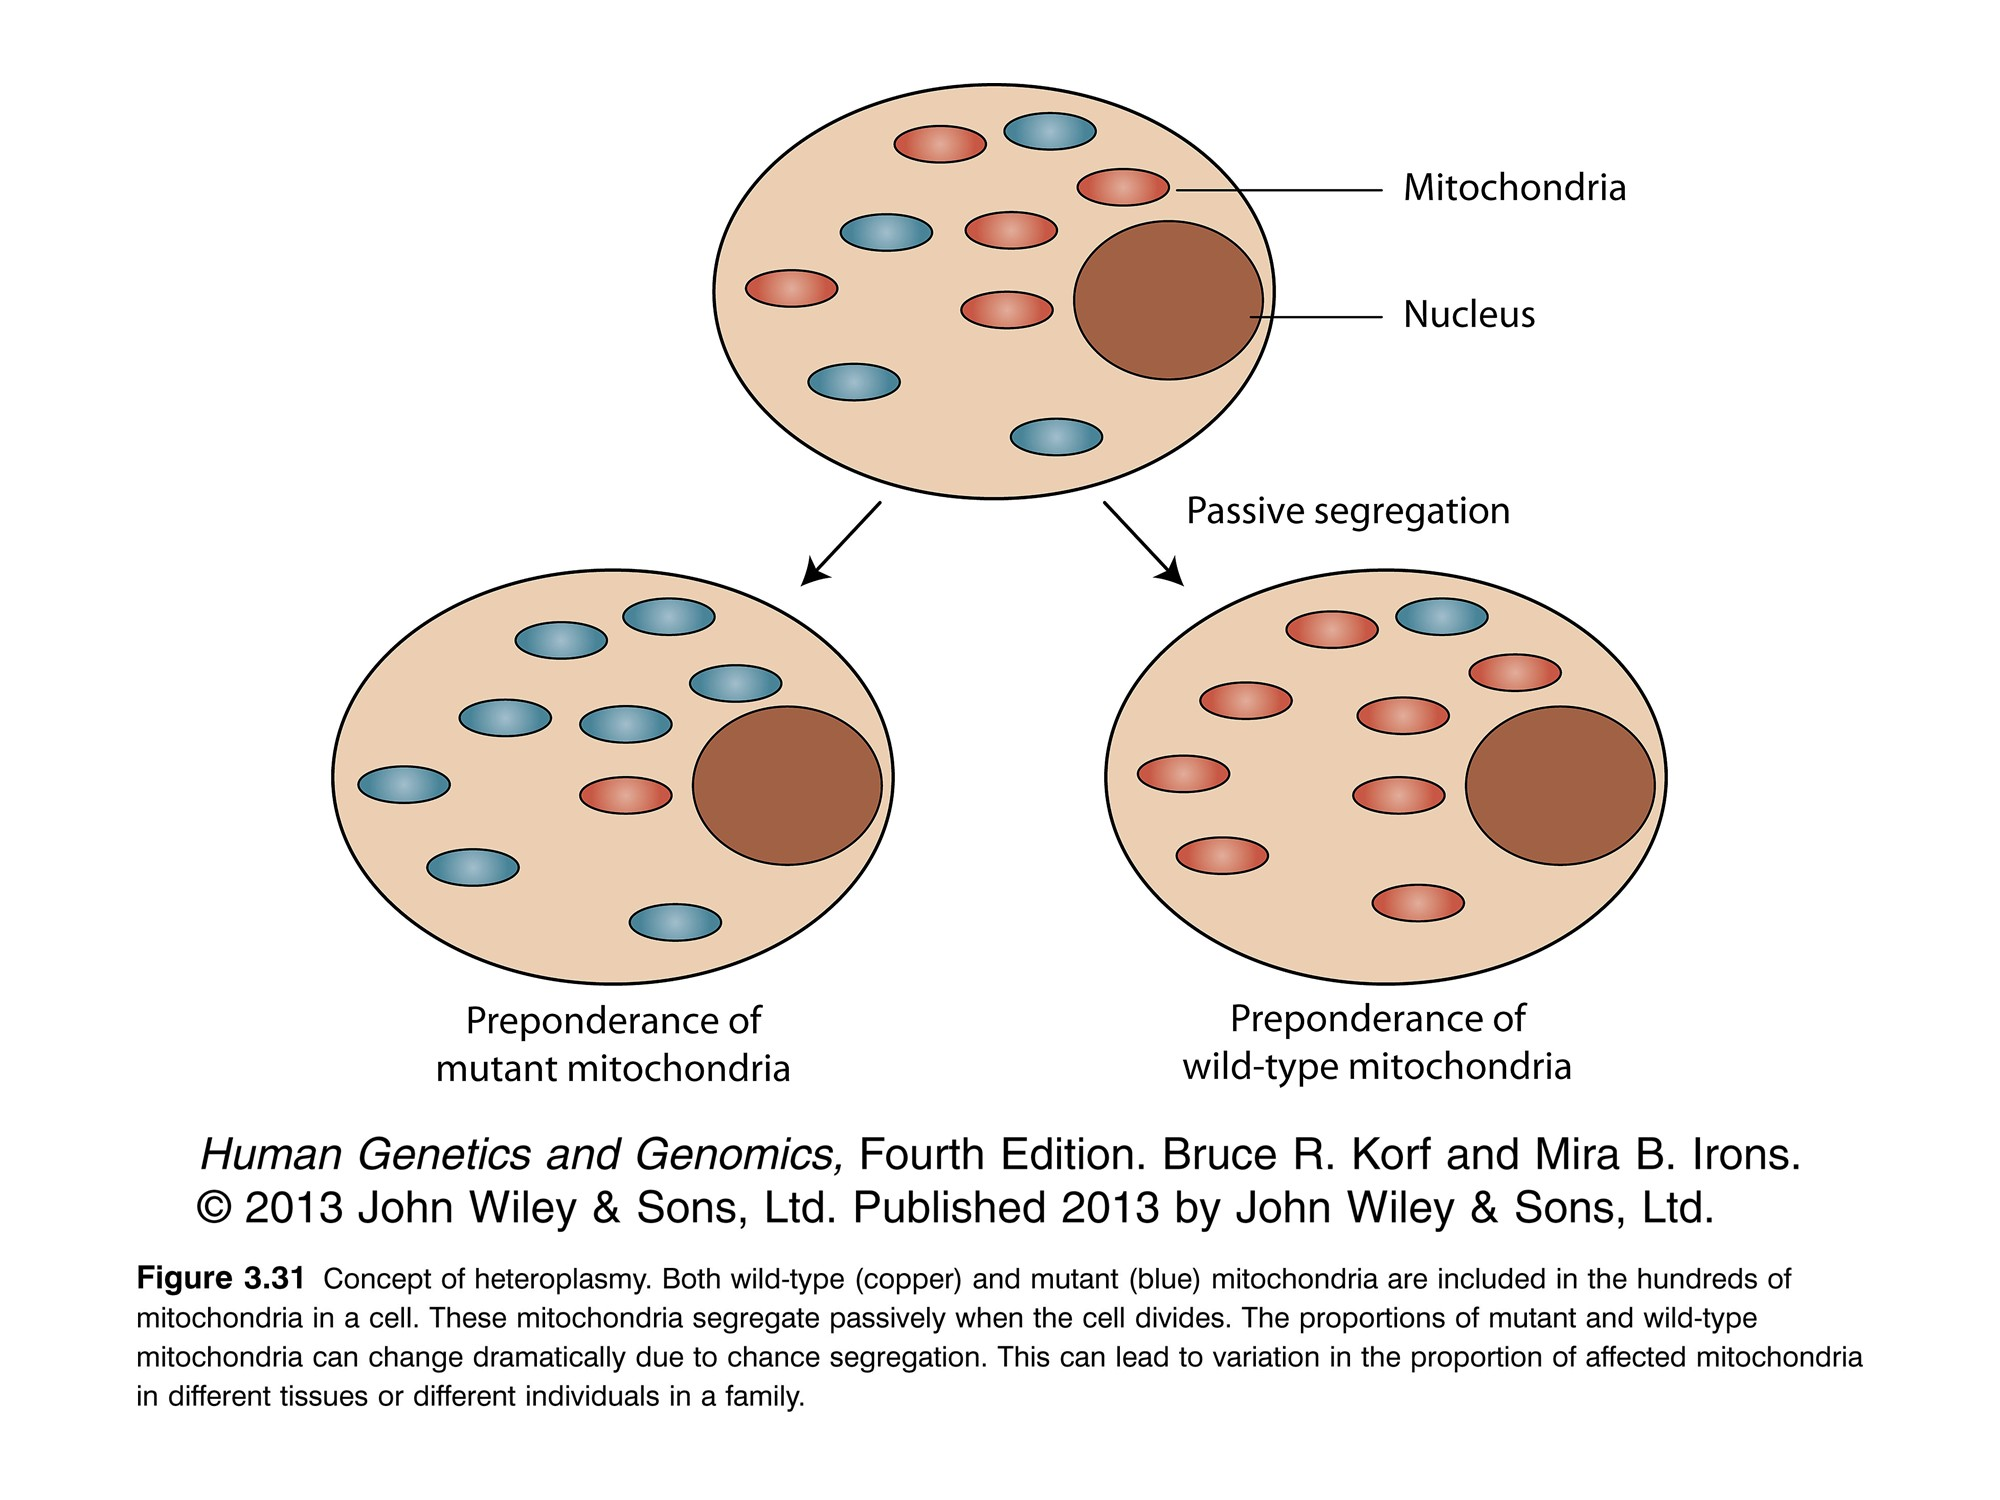 Mitochondria
Nucleus
Passive segregation
Preponderance of
mutant mitochondria
Preponderance of
wild-type mitochondria
Human Genetics and Genomics, Fourth Edition. Bruce R. Korf and Mira B. Irons.
© 2013 John Wiley & Sons, Ltd. Published 2013 by John Wiley & Sons, Ltd.
Figure 3.31 Concept of heteroplasmy. Both wild-type (copper) and mutant (blue) mitochondria are included in the hundreds of
mitochondria in a cell. These mitochondria segregate passively when the cell divides. The proportions of mutant and wild-type
mitochondria can change dramatically due to chance segregation. This can lead to variation in the proportion of affected mitochondria
in different tissues or different individuals in a family.